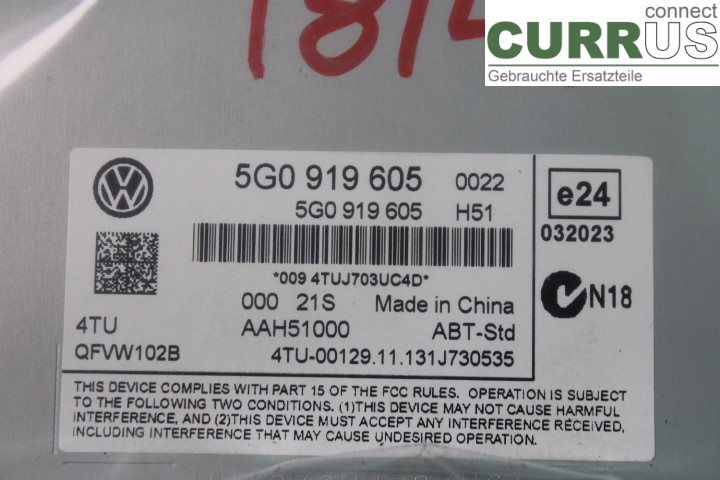 connect
CURRUS
Gebrauchte Ersatzteile
5G0 919 605 0022
5G0 919 605 H51
e24
032023
*009 4TUJ703UC4D*
N18
000 21S Made in China
4TU AAH51000 ABT-Std
QFVW102B 4TU-00129.11.131J730535
THIS DEVICE COMPLIES WITH PART 15 OF THE FCC RULES. OPERATION IS SUBJECT
TO THE FOLLOWING TWO CONDITIONS. (1)THIS DEVICE MAY NOT CAUSE HARMFUL
INTERFERENCE, AND (2)THIS DEVICE MUST ACCEPT ANY INTERFERENCE RECEIVED,
INCLUDING INTERFERENCE THAT MAY CAUSE UNDESIRED OPERATION.